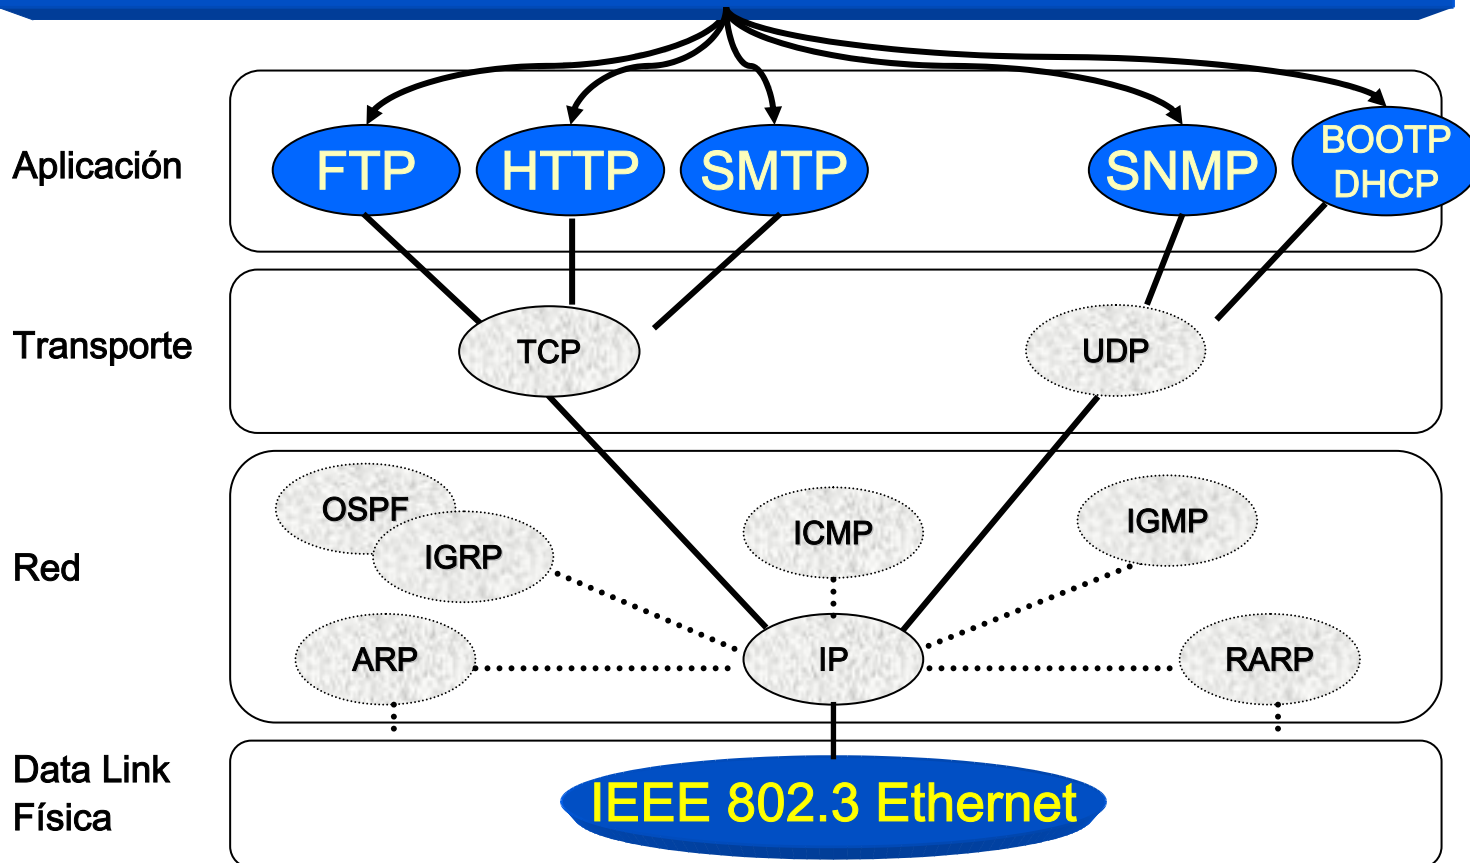 Aplicación
FTP
HTTP
SMTP
SNMP
BOOTP
DHCP
Transporte
TCP
UDP
Red
OSPF
IGRP
ICMP
IGMP
ARP
IP
RARP
Data Link
Física
IEEE 802.3 Ethernet